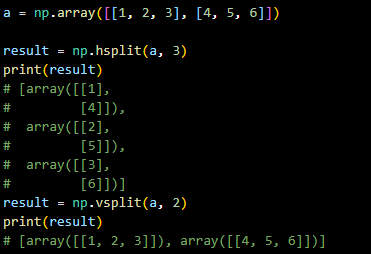 a = np.array([[1, 2, 3], [4, 5, 6]])

result = np.hsplit(a, 3)
print(result)
# [array([[1],
#         [4]]),
#  array([[2],
#         [5]]),
#  array([[3],
#         [6]])]
result = np.vsplit(a, 2)
print(result)
# [array([[1, 2, 3]]), array([[4, 5, 6]])]